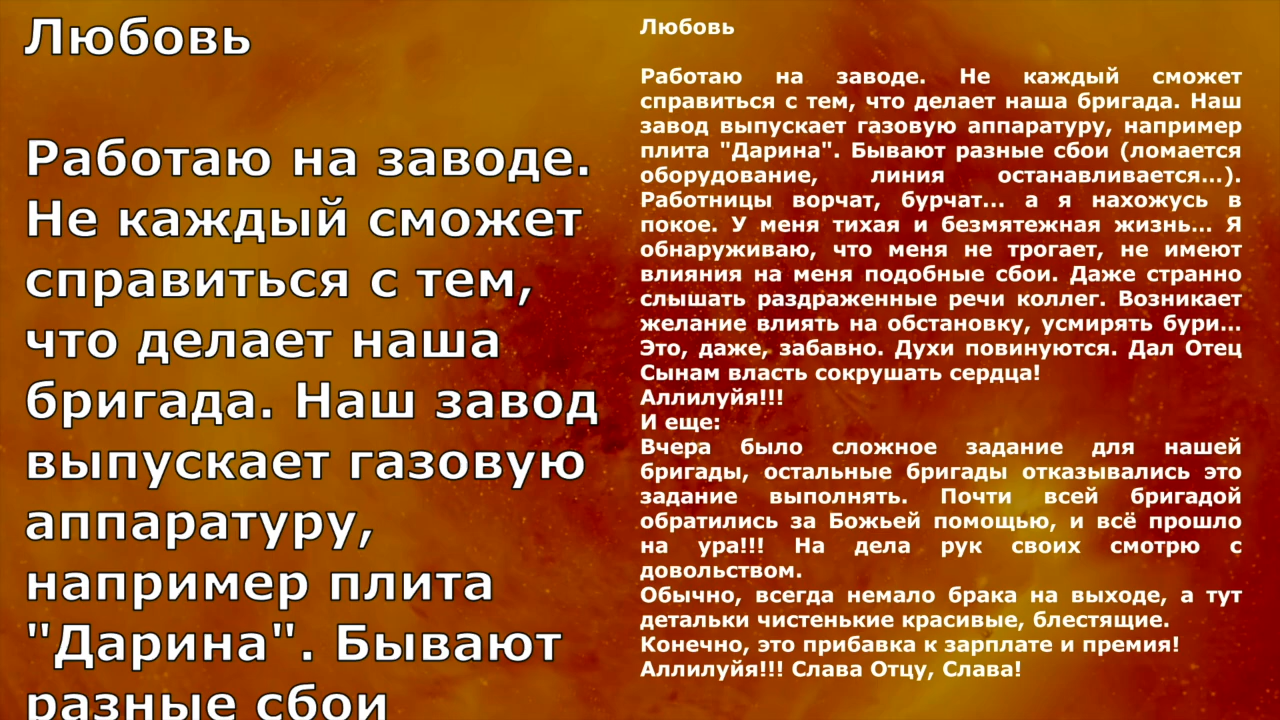 Любовь
Работаю на заводе.
Не каждый сможет
справиться с тем,
что делает наша
бригада. Наш завод
выпускает газовую
аппаратуру,
например плита
"Дарина". Бывают
разные сбои
Любовь
Работаю на заводе. Не каждый сможет
справиться с тем, что делает наша бригада. Наш
завод выпускает газовую аппаратуру, например
плита "Дарина". Бывают разные сбои (ломается
оборудование, линия останавливается...).
Работницы ворчат, бурчат... а я нахожусь в
покое. У меня тихая и безмятежная жизнь... Я
обнаруживаю, что меня не трогает, не имеют
влияния на меня подобные сбои. Даже странно
слышать раздраженные речи коллег. Возникает
желание влиять на обстановку, усмирять бури...
Это, даже, забавно. Духи повинуются. Дал Отец
Сынам власть сокрушать сердца!
Аллилуйя!!!
И еще:
Вчера было сложное задание для нашей
бригады, остальные бригады отказывались это
задание выполнять. Почти всей бригадой
обратились за Божьей помощью, и всё прошло
на ура!!! На дела рук своих смотрю с
довольством.
Обычно, всегда немало брака на выходе, а тут
детальки чистенькие красивые, блестящие.
Конечно, это прибавка к зарплате и премия!
Аллилуйя!!! Слава Отцу, Слава!